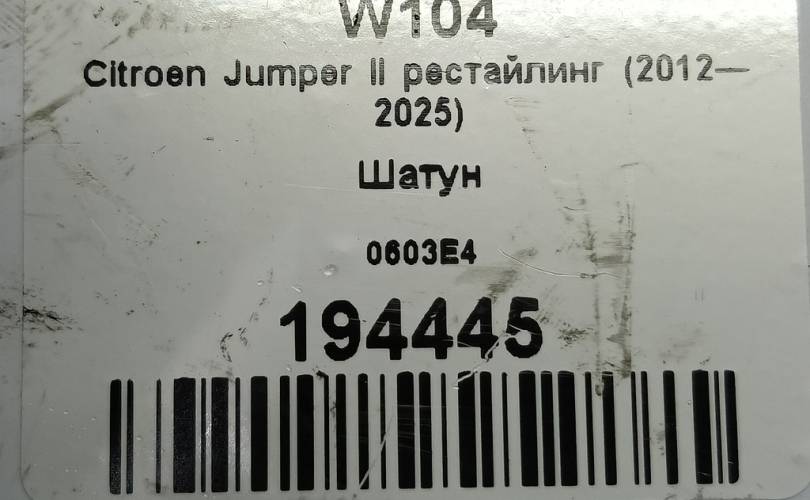 W104
Citroen Jumper II рестайлинг (2012—
2025)
Шатун
0603E4
194445